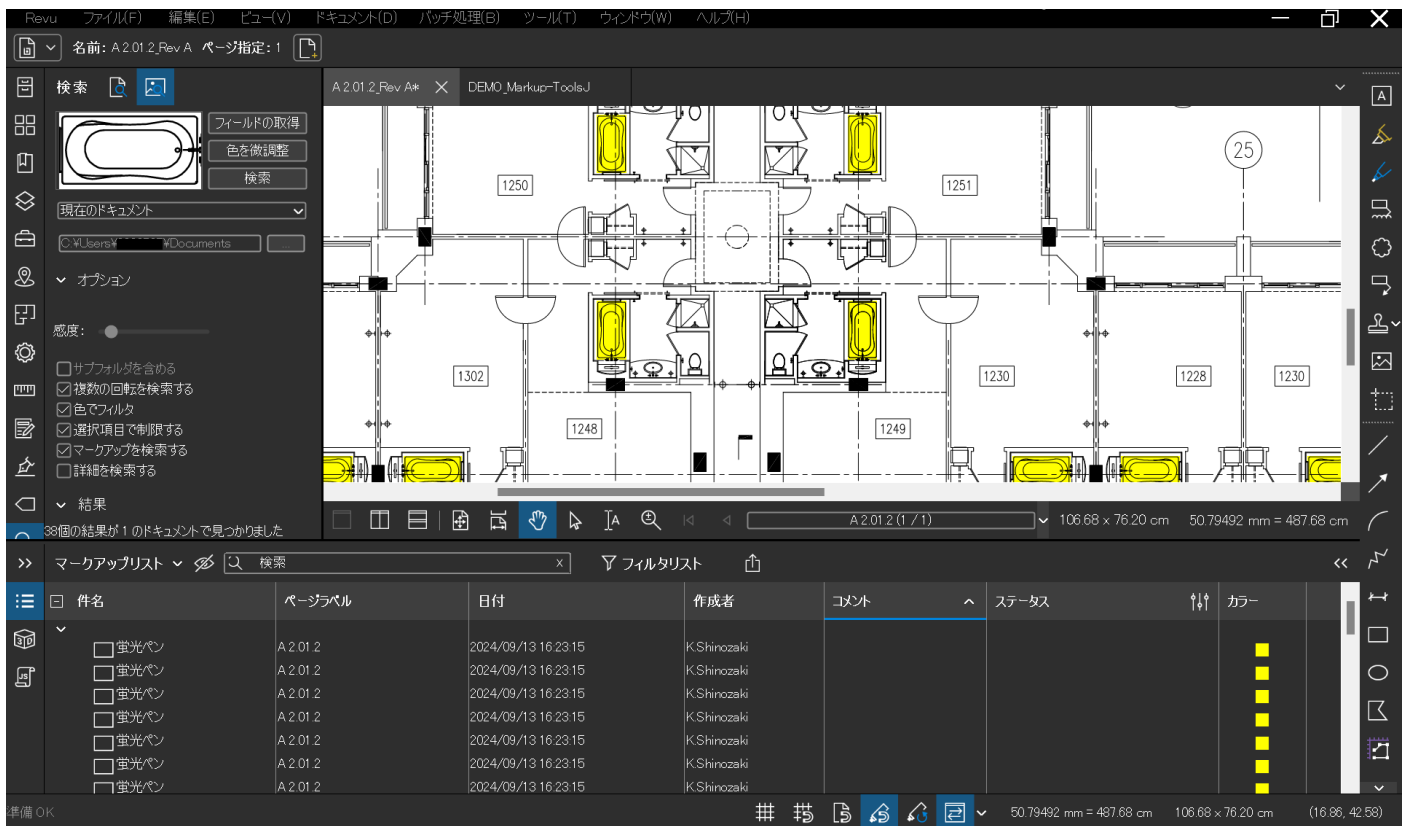 Revu ファイル(F) 編集(E) ビュー(V) ドキュメント(D) バッチ処理(B) ツール(T) ウィンドウ(W) ヘルプ(H)
名前: A 2.01.2_Rev A ページ指定: 1
検索
フィールドの取得
色を微調整
検索
現在のドキュメント
C:¥Users¥ ¥Documents ...
オプション
感度:
サブフォルダを含める
複数の回転を検索する
色でフィルタ
選択項目で制限する
マークアップを検索する
詳細を検索する
結果
38個の結果が 1 のドキュメントで見つかりました
A 2.01.2_Rev A* DEMO_Markup-ToolsJ
25
1250 1251
1302 1230 1228 1230
1248 1249
A 2.01.2 (1 / 1) 106.68 x 76.20 cm 50.79492 mm = 487.68 cm
マークアップリスト 検索 x フィルタリスト
件名 ページラベル 日付 作成者 コメント ステータス カラー
蛍光ペン A 2.01.2 2024/09/13 16:23:15 K.Shinozaki
蛍光ペン A 2.01.2 2024/09/13 16:23:15 K.Shinozaki
蛍光ペン A 2.01.2 2024/09/13 16:23:15 K.Shinozaki
蛍光ペン A 2.01.2 2024/09/13 16:23:15 K.Shinozaki
蛍光ペン A 2.01.2 2024/09/13 16:23:15 K.Shinozaki
蛍光ペン A 2.01.2 2024/09/13 16:23:15 K.Shinozaki
蛍光ペン A 2.01.2 2024/09/13 16:23:15 K.Shinozaki
準備 OK 50.79492 mm = 487.68 cm 106.68 x 76.20 cm (16.86, 42.58)